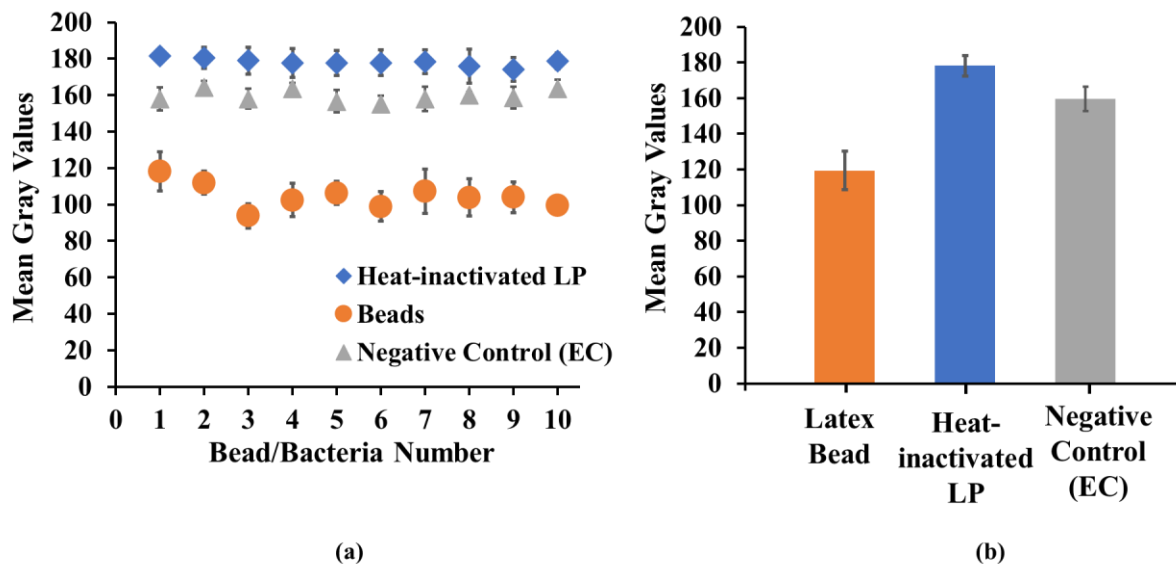 200
180
160
140
120
100
80
60
40
20
0
Mean Gray Values
Heat-inactivated LP
Beads
Negative Control (EC)
0 1 2 3 4 5 6 7 8 9 10
Bead/Bacteria Number
(a)
200
180
160
140
120
100
80
60
40
20
0
Mean Gray Values
Latex
Bead
Heat-
inactivated
LP
Negative
Control
(EC)
(b)